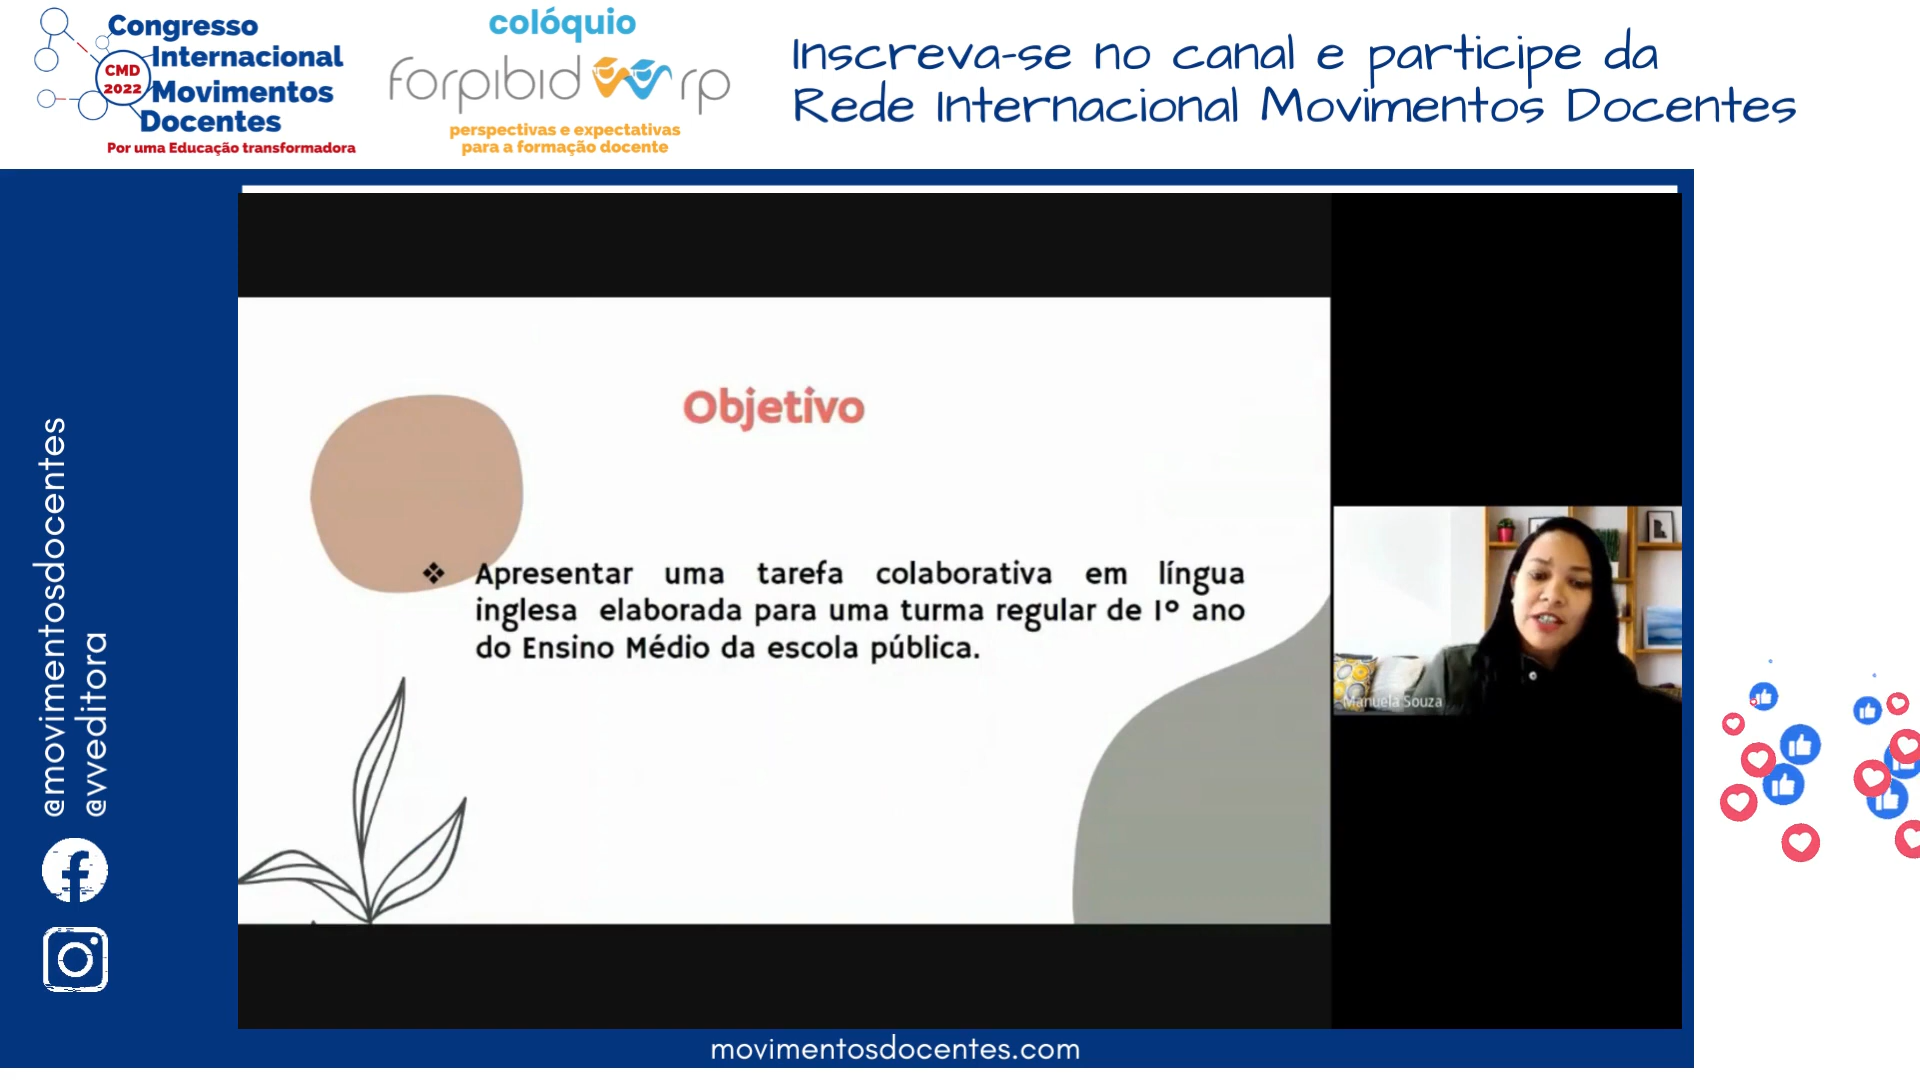 Congresso
Internacional
CMD
2022
Movimentos
Docentes
Por uma Educação transformadora
colóquio
forpibid rp
perspectivas e expectativas
para a formação docente
Inscreva-se no canal e participe da
Rede Internacional Movimentos Docentes
@movimentosdocentes
@vveditora
Objetivo
❖ Apresentar uma tarefa colaborativa em língua
inglesa elaborada para uma turma regular de 1º ano
do Ensino Médio da escola pública.
Manuela Souza
movimentosdocentes.com